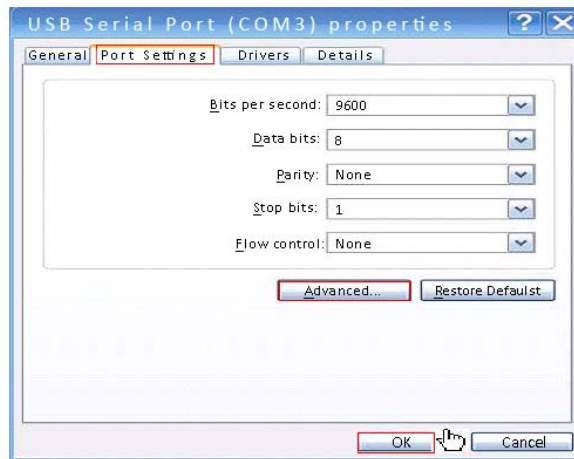 USB Serial Port (COM3) properties
General Port Settings Drivers Details
Bits per second: 9600
Data bits: 8
Parity: None
Stop bits: 1
Flow control: None
Advanced... Restore Defaulst
OK Cancel